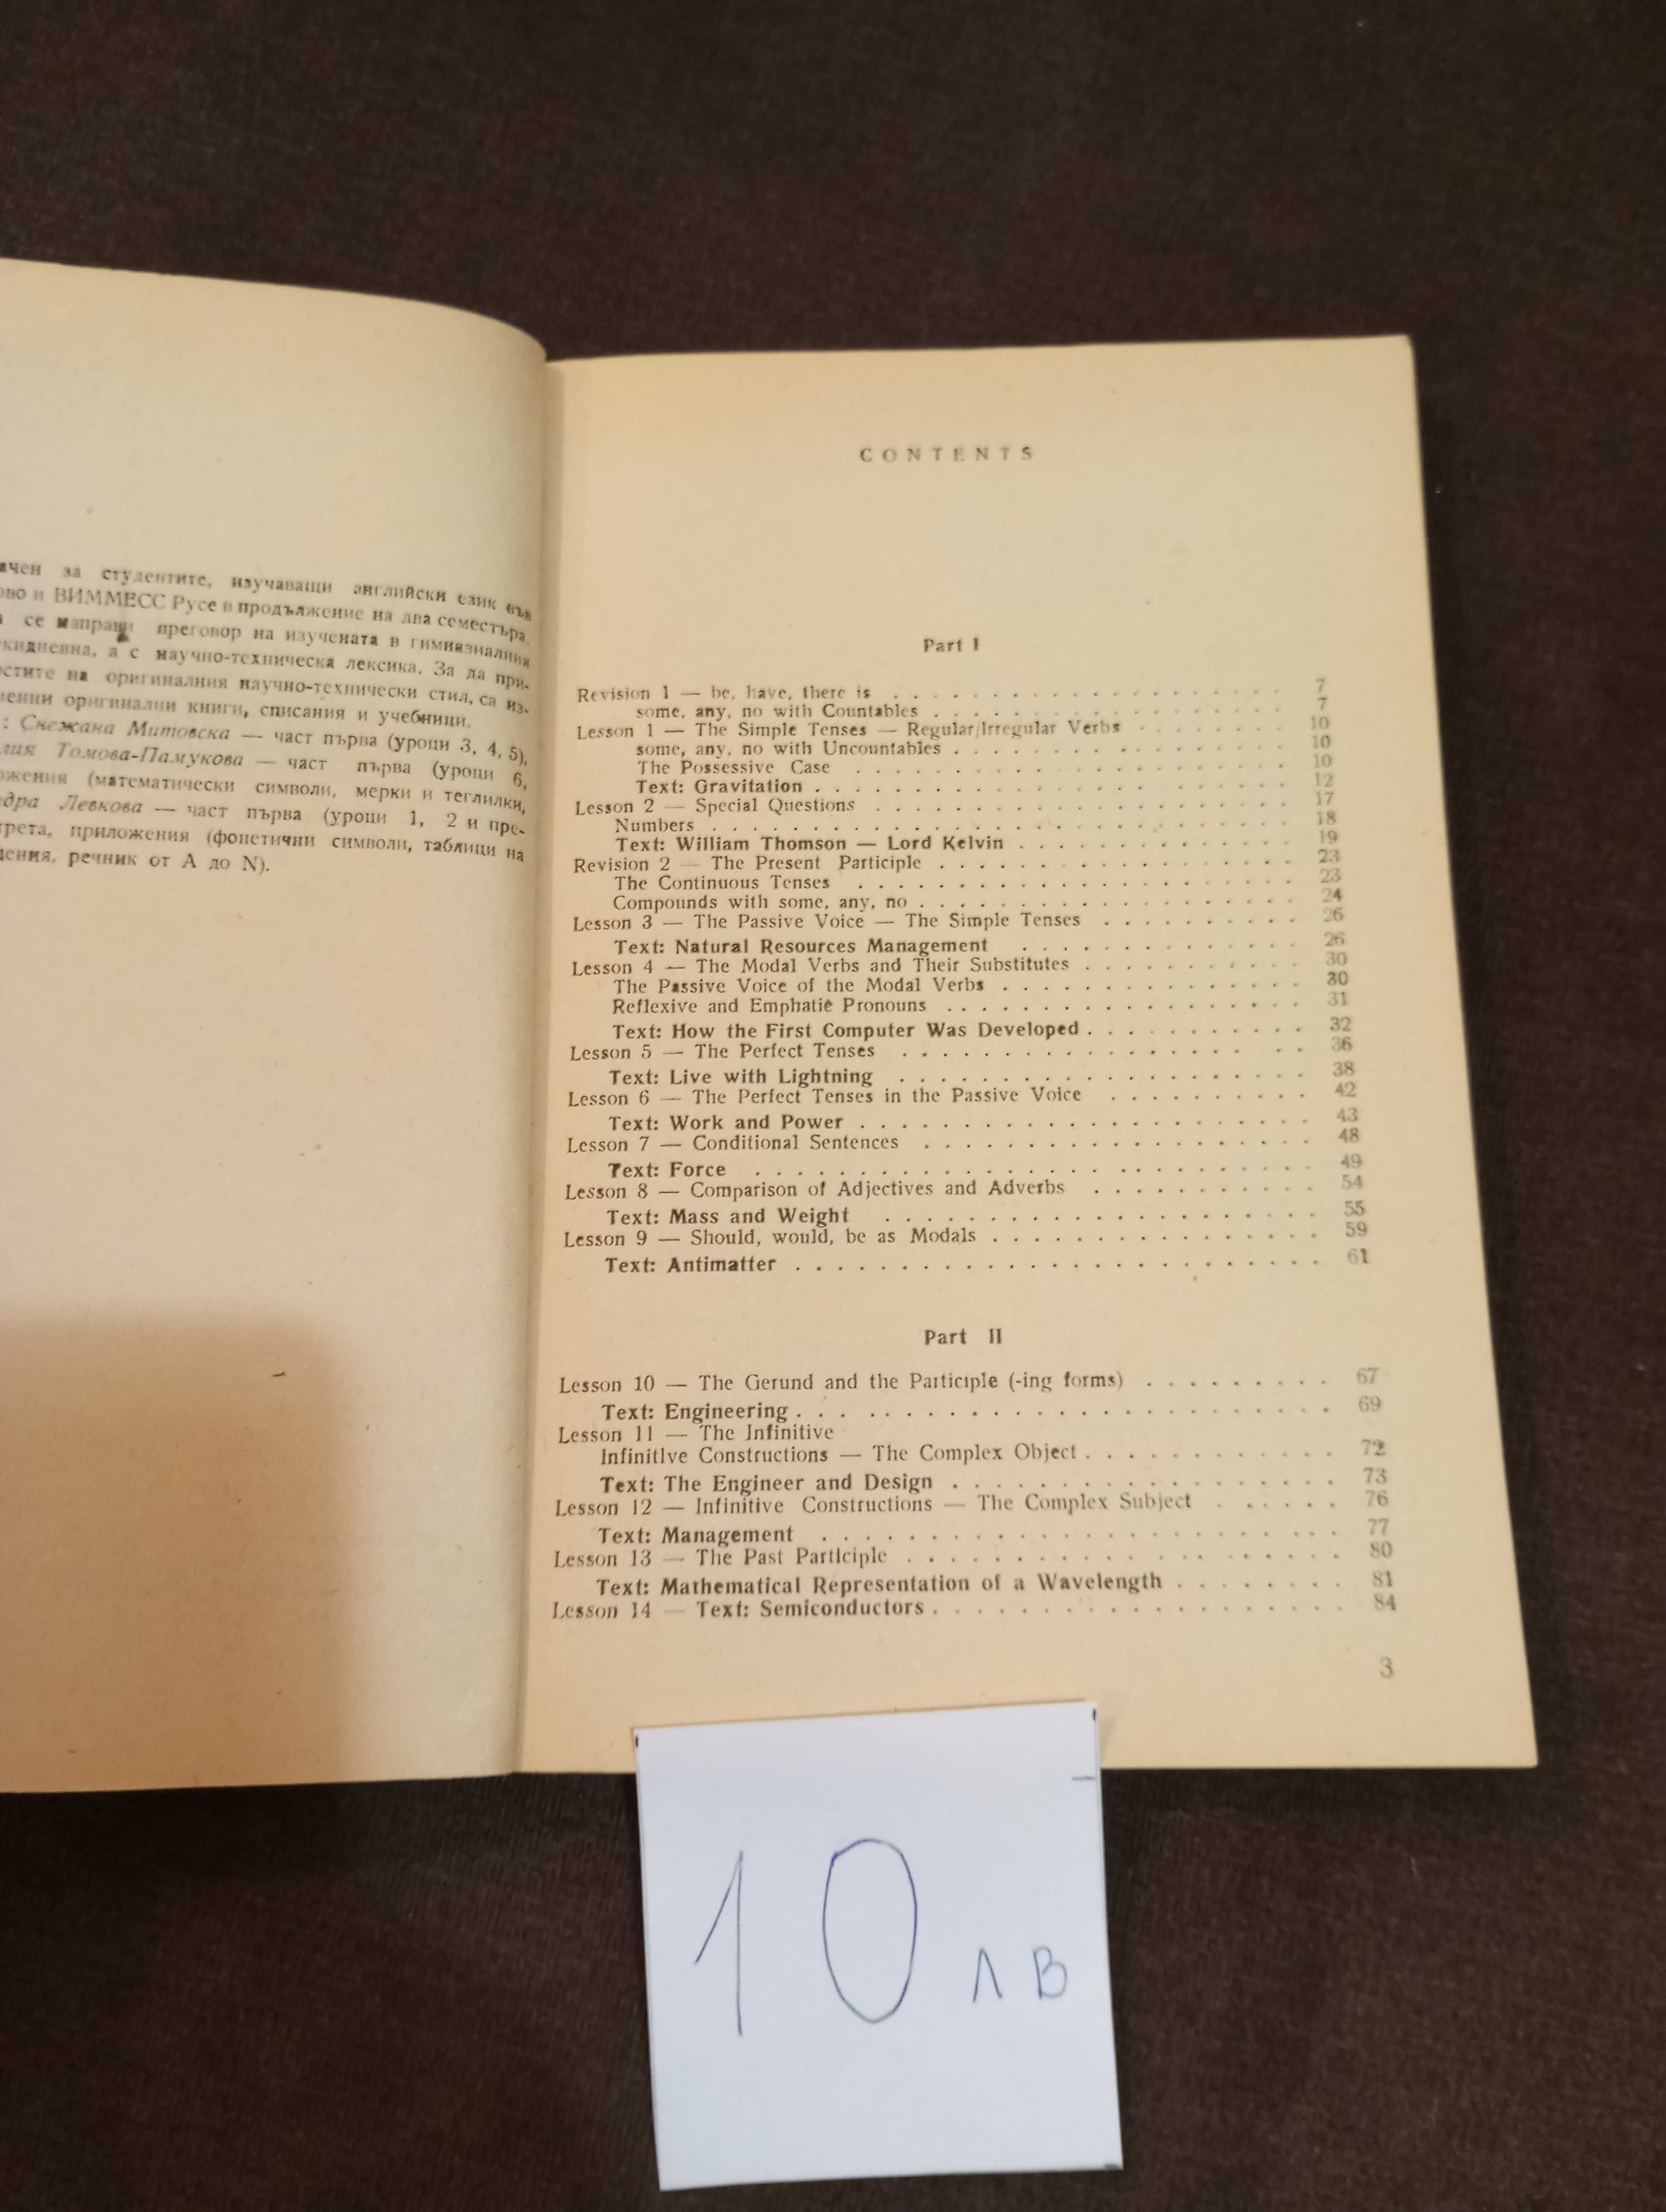 за студентите, изучаващи английски език във
и ВИММЕСС Русе в продължение на два семестъра.
се направи преговор на изучената в гимназиалния
а с научно-техническа лексика. За да при-
на оригиналния научно-технически стил, са из-
оригинални книги, списания и учебници.
: Снежана Митовска — част първа (уроци 3, 4, 5),
Томова-Памукова — част първа (уроци 6,
(математически символи, мерки и теглилки,
Левкова — част първа (уроци 1, 2 и пре-
приложения (фонетични символи, таблици на
речник от А до N).
CONTENTS
Part I
Revision 1 — be, have, there is . . . . . . . . . . 7
some, any, no with Countables . . . . . . . . . . 7
Lesson 1 — The Simple Tenses — Regular/Irregular Verbs . . . . . . . 10
some, any, no with Uncountables . . . . . . . . . . 10
The Possessive Case . . . . . . . . . . 10
Text: Gravitation . . . . . . . . . . 12
Lesson 2 — Special Questions . . . . . . . . . . 17
Numbers . . . . . . . . . . 18
Text: William Thomson — Lord Kelvin . . . . . . . . . . 19
Revision 2 — The Present Participle . . . . . . . . . . 23
The Continuous Tenses . . . . . . . . . . 23
Compounds with some, any, no . . . . . . . . . . 24
Lesson 3 — The Passive Voice — The Simple Tenses . . . . . . . . 26
Text: Natural Resources Management . . . . . . . . . . 26
Lesson 4 — The Modal Verbs and Their Substitutes . . . . . . . . . 30
The Passive Voice of the Modal Verbs . . . . . . . . . . 30
Reflexive and Emphatic Pronouns . . . . . . . . . . 31
Text: How the First Computer Was Developed . . . . . . . . . 32
Lesson 5 — The Perfect Tenses . . . . . . . . . . 36
Text: Live with Lightning . . . . . . . . . . 38
Lesson 6 — The Perfect Tenses in the Passive Voice . . . . . . . . 42
Text: Work and Power . . . . . . . . . . 43
Lesson 7 — Conditional Sentences . . . . . . . . . . 48
Text: Force . . . . . . . . . . 49
Lesson 8 — Comparison of Adjectives and Adverbs . . . . . . . . . 54
Text: Mass and Weight . . . . . . . . . . 55
Lesson 9 — Should, would, be as Modals . . . . . . . . . . 59
Text: Antimatter . . . . . . . . . . 61
Part II
Lesson 10 — The Gerund and the Participle (-ing forms) . . . . . . . . 67
Text: Engineering . . . . . . . . . . 69
Lesson 11 — The Infinitive
Infinitive Constructions — The Complex Object . . . . . . . . . . 72
Text: The Engineer and Design . . . . . . . . . . 73
Lesson 12 — Infinitive Constructions — The Complex Subject . . . . . . 76
Text: Management . . . . . . . . . . 77
Lesson 13 — The Past Participle . . . . . . . . . . 80
Text: Mathematical Representation of a Wavelength . . . . . . . . 81
Lesson 14 — Text: Semiconductors . . . . . . . . . . 84
3
10 лв